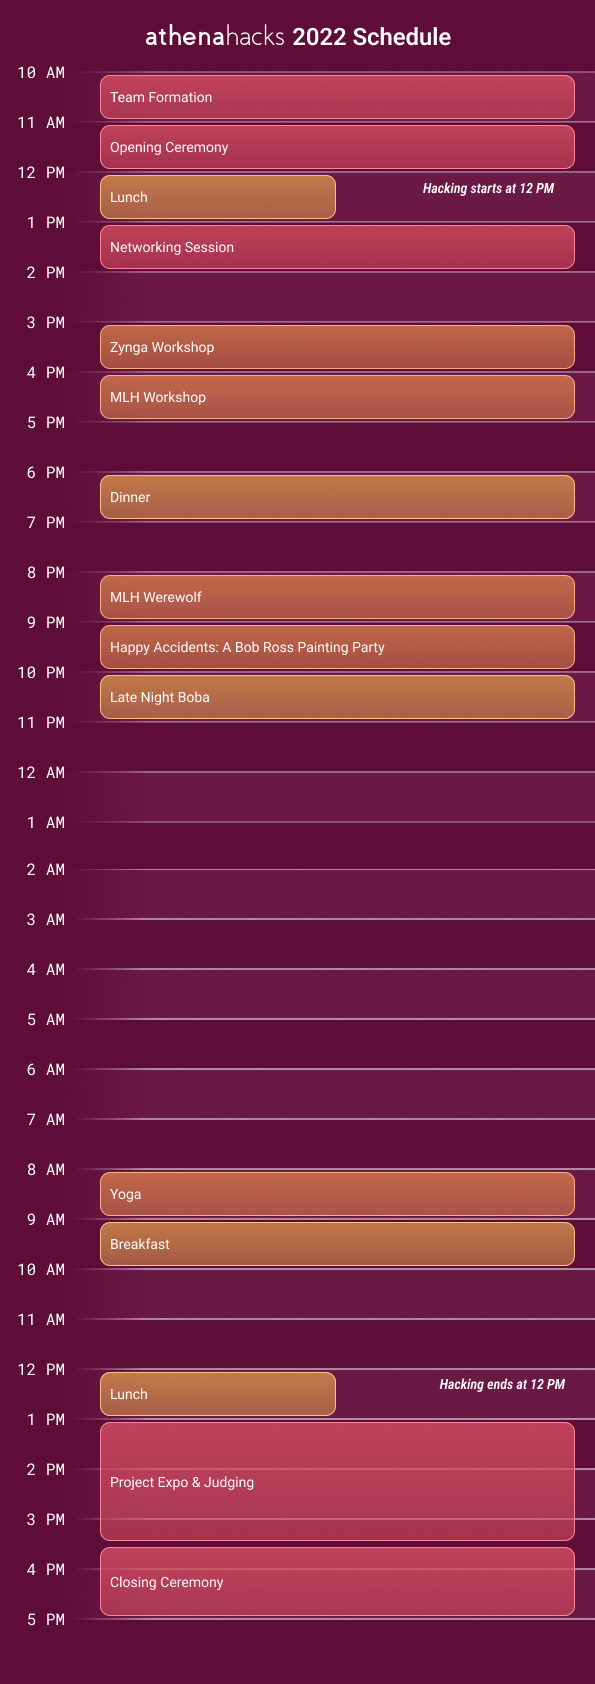 athenahacks 2022 Schedule
10 AM
Team Formation
11 AM
Opening Ceremony
12 PM
Hacking starts at 12 PM
Lunch
1 PM
Networking Session
2 PM
3 PM
Zynga Workshop
4 PM
MLH Workshop
5 PM
6 PM
Dinner
7 PM
8 PM
MLH Werewolf
9 PM
Happy Accidents: A Bob Ross Painting Party
10 PM
Late Night Boba
11 PM
12 AM
1 AM
2 AM
3 AM
4 AM
5 AM
6 AM
7 AM
8 AM
Yoga
9 AM
Breakfast
10 AM
11 AM
12 PM
Hacking ends at 12 PM
Lunch
1 PM
2 PM
Project Expo & Judging
3 PM
4 PM
Closing Ceremony
5 PM